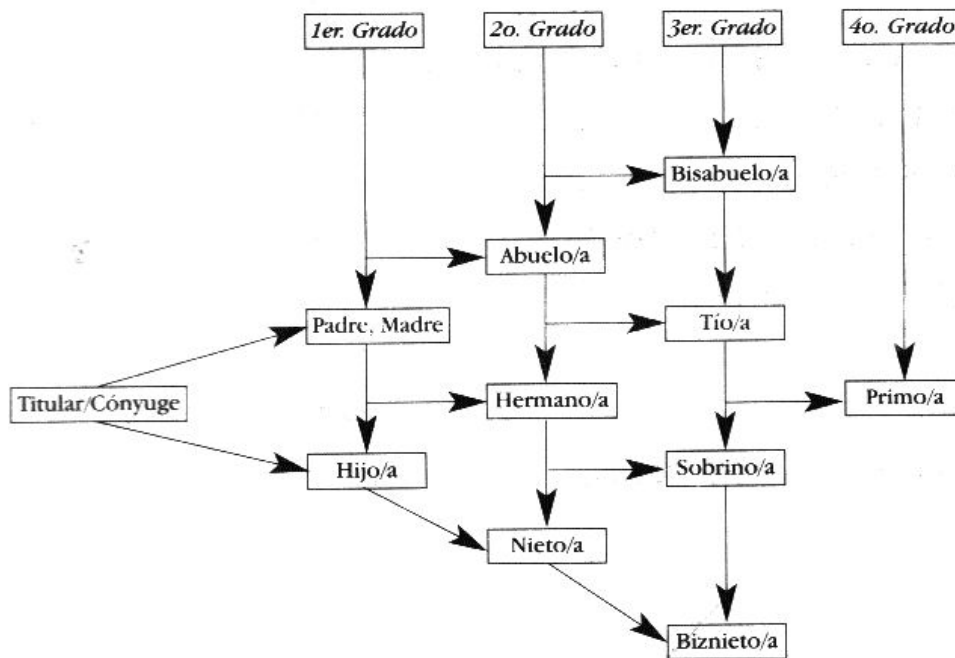 1er. Grado
2o. Grado
3er. Grado
4o. Grado
Bisabuelo/a
Abuelo/a
Padre, Madre
Tío/a
Titular/Cónyuge
Hermano/a
Primo/a
Hijo/a
Sobrino/a
Nieto/a
Biznieto/a